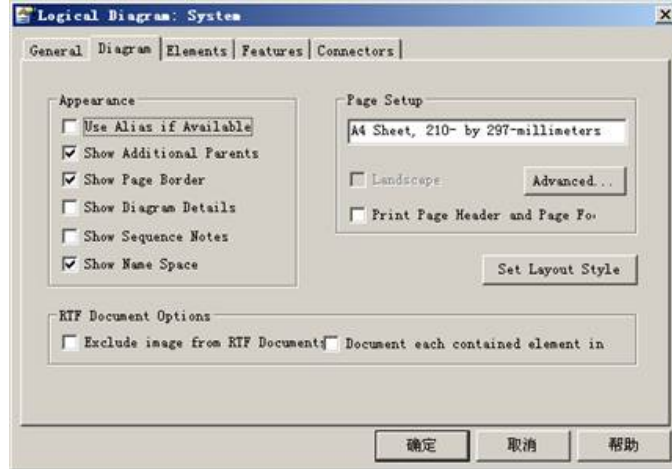 Logical Diagram: System
General Diagram Elements Features Connectors
Appearance
Use Alias if Available
Show Additional Parents
Show Page Border
Show Diagram Details
Show Sequence Notes
Show Name Space
Page Setup
A4 Sheet, 210- by 297-millimeters
Landscape
Advanced...
Print Page Header and Page Fo
Set Layout Style
RTF Document Options
Exclude image from RTF Document
Document each contained element in
确定 取消 帮助